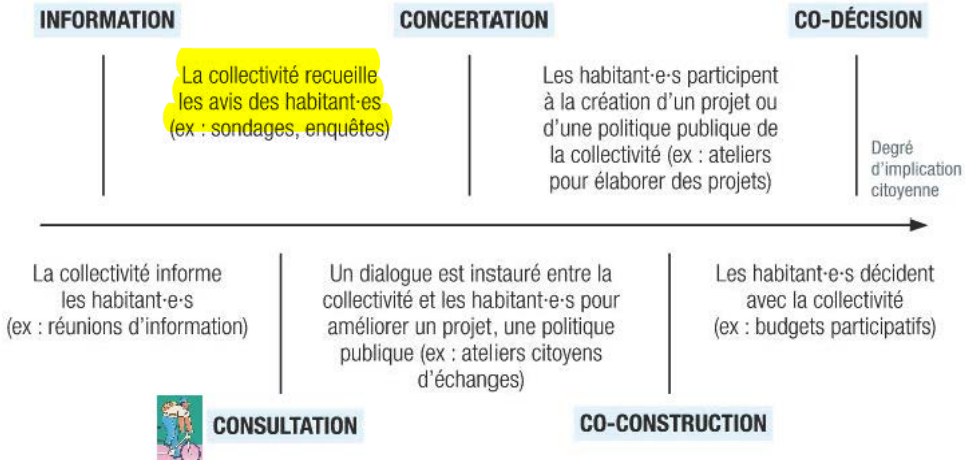 INFORMATION
CONCERTATION
CO-DÉCISION
La collectivité recueille
les avis des habitant·es
(ex : sondages, enquêtes)
Les habitant·e·s participent
à la création d'un projet ou
d'une politique publique de
la collectivité (ex : ateliers
pour élaborer des projets)
Degré
d'implication
citoyenne
La collectivité informe
les habitant·e·s
(ex : réunions d'information)
Un dialogue est instauré entre la
collectivité et les habitant·e·s pour
améliorer un projet, une politique
publique (ex : ateliers citoyens
d'échanges)
Les habitant·e·s décident
avec la collectivité
(ex : budgets participatifs)
CONSULTATION
CO-CONSTRUCTION